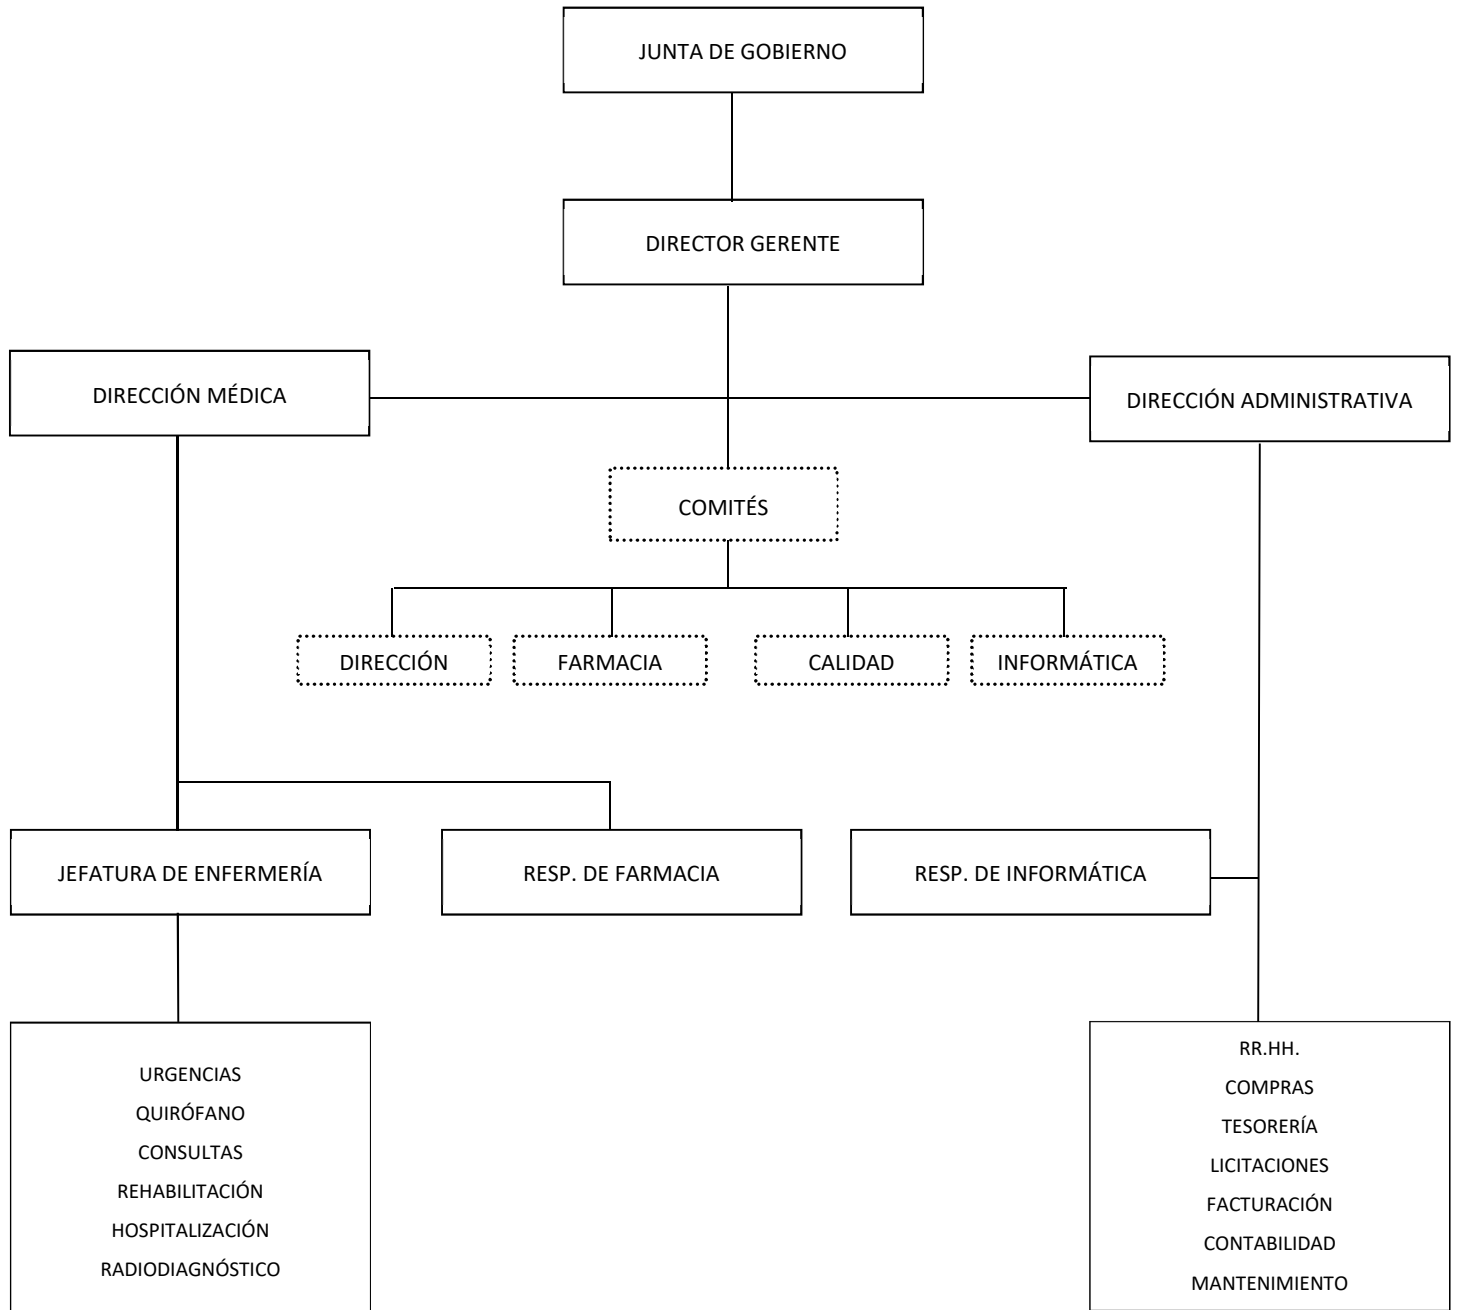 JUNTA DE GOBIERNO
DIRECTOR GERENTE
DIRECCIÓN MÉDICA
DIRECCIÓN ADMINISTRATIVA
COMITÉS
DIRECCIÓN
FARMACIA
CALIDAD
INFORMÁTICA
JEFATURA DE ENFERMERÍA
RESP. DE FARMACIA
RESP. DE INFORMÁTICA
URGENCIAS
QUIRÓFANO
CONSULTAS
REHABILITACIÓN
HOSPITALIZACIÓN
RADIODIAGNÓSTICO
RR.HH.
COMPRAS
TESORERÍA
LICITACIONES
FACTURACIÓN
CONTABILIDAD
MANTENIMIENTO